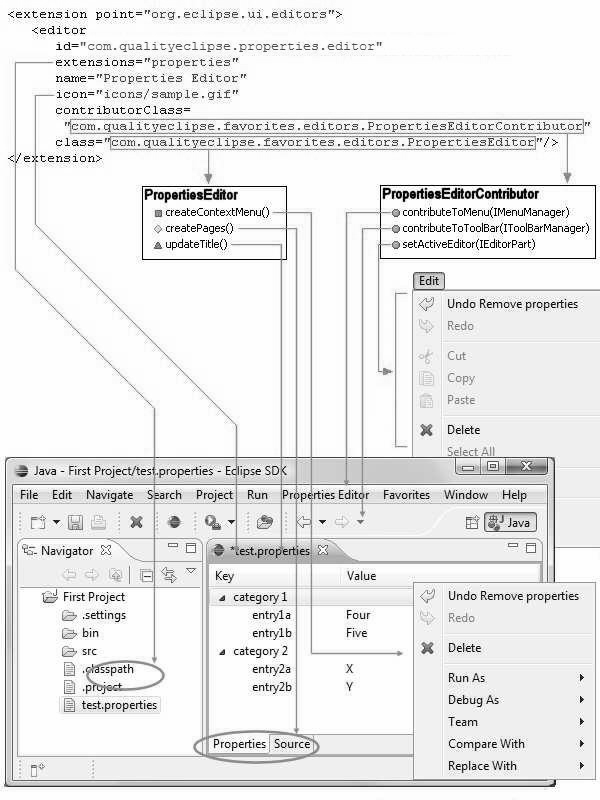 <extension point="org.eclipse.ui.editors">
<editor
id="com.qualityeclipse.properties.editor"
extensions="properties"
name="Properties Editor"
icon="icons/sample.gif"
contributorClass=
"com.qualityeclipse.favorites.editors.PropertiesEditorContributor"
class="com.qualityeclipse.favorites.editors.PropertiesEditor"/>
</extension>
PropertiesEditor
createContextMenu()
createPages()
updateTitle()
PropertiesEditorContributor
contributeToMenu(IMenuManager)
contributeToToolBar(IToolBarManager)
setActiveEditor(IEditorPart)
Edit
Undo Remove properties
Redo
Cut
Copy
Paste
Delete
Select All
Java - First Project/test.properties - Eclipse SDK
File Edit Navigate Search Project Run Properties Editor Favorites Window Help
Java
Navigator
First Project
.settings
bin
src
.classpath
.project
test.properties
*test.properties
Key Value
category 1
entry1a Four
entry1b Five
category 2
entry2a X
entry2b Y
Properties Source
Undo Remove properties
Redo
Delete
Run As
Debug As
Team
Compare With
Replace With